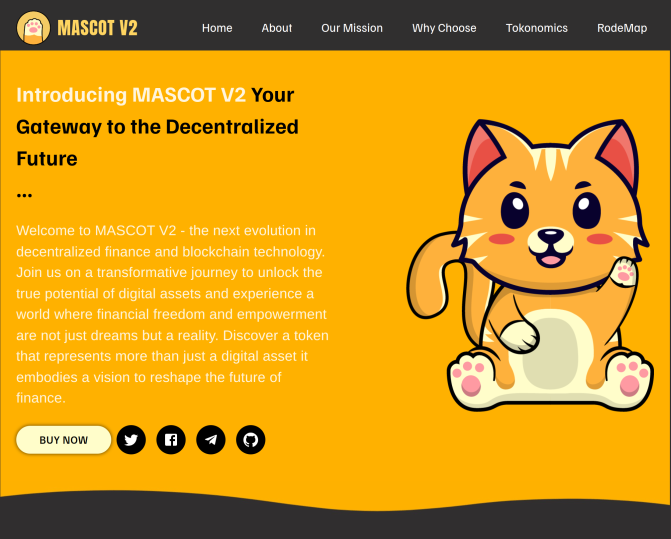 MASCOT V2
Home About Our Mission Why Choose Tokonomics RodeMap
Introducing MASCOT V2 Your
Gateway to the Decentralized
Future
...
Welcome to MASCOT V2 - the next evolution in
decentralized finance and blockchain technology.
Join us on a transformative journey to unlock the
true potential of digital assets and experience a
world where financial freedom and empowerment
are not just dreams but a reality. Discover a token
that represents more than just a digital asset it
embodies a vision to reshape the future of
finance.
BUY NOW